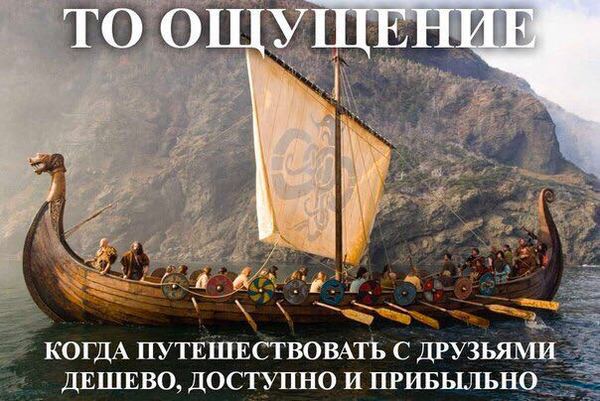 ТО ОЩУЩЕНИЕ
КОГДА ПУТЕШЕСТВОВАТЬ С ДРУЗЬЯМИ
ДЕШЕВО, ДОСТУПНО И ПРИБЫЛЬНО